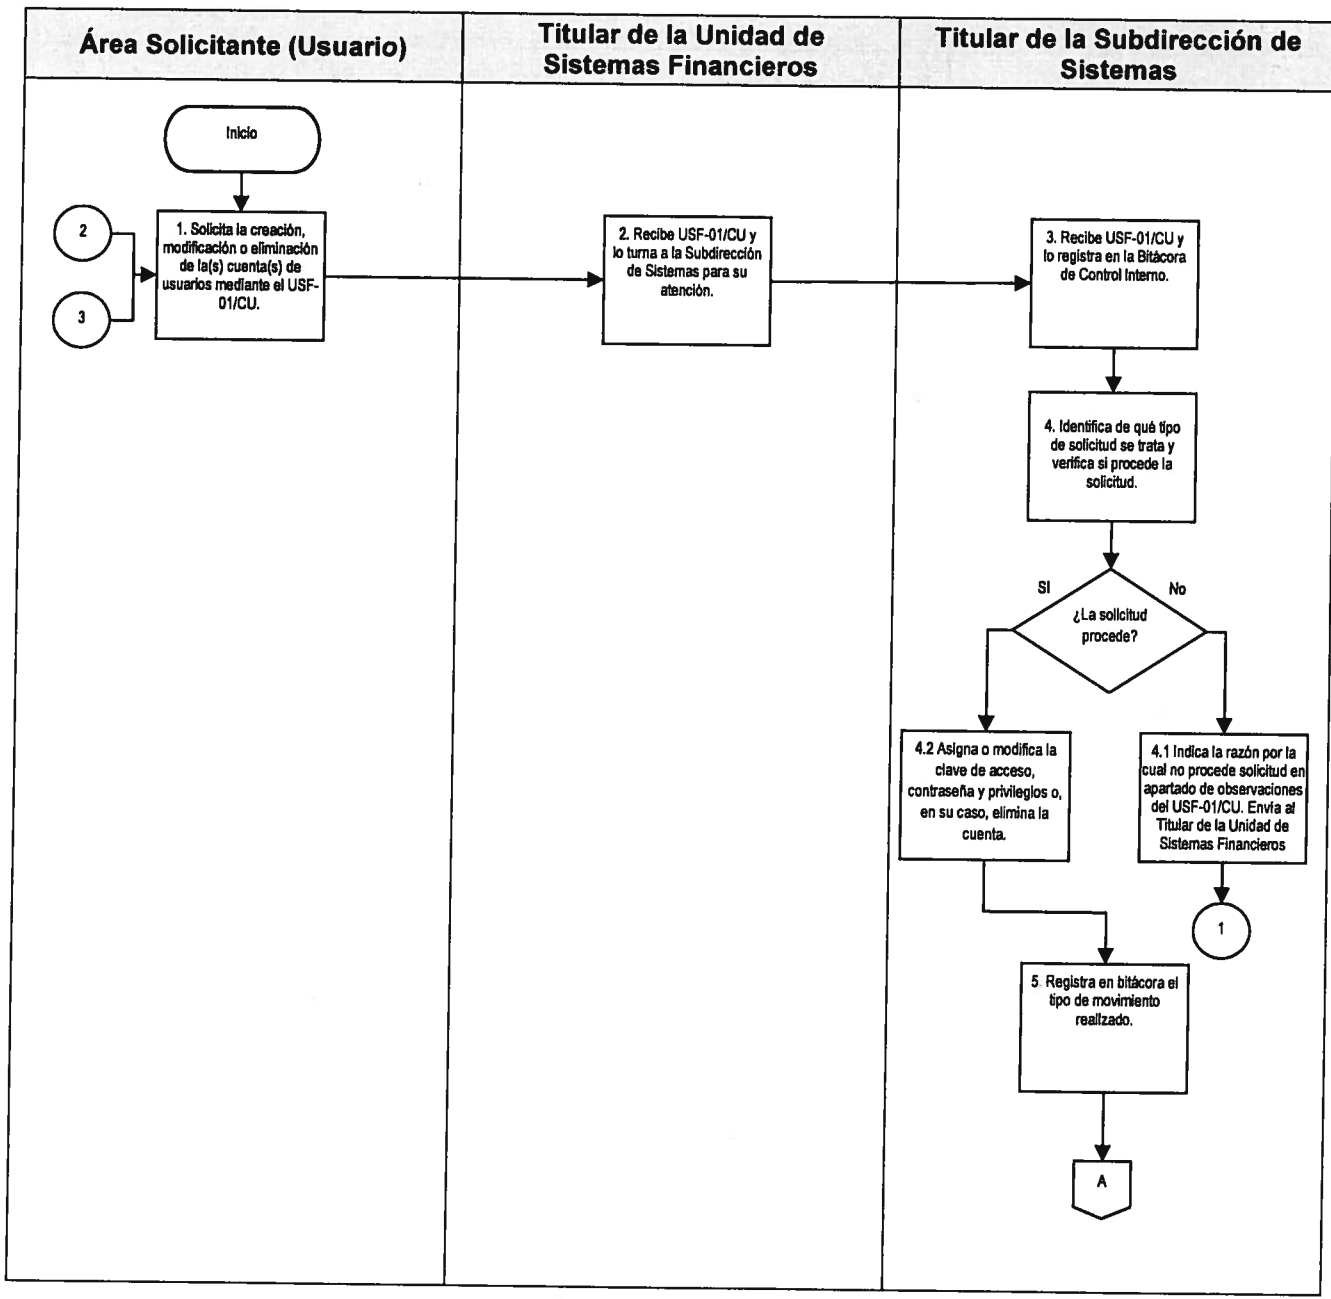 Área Solicitante (Usuario)
Titular de la Unidad de
Sistemas Financieros
Titular de la Subdirección de
Sistemas
Inicio
2
3
1. Solicita la creación,
modificación o eliminación
de la(s) cuenta(s) de
usuarios mediante el USF-
01/CU.
2. Recibe USF-01/CU y
lo turna a la Subdirección
de Sistemas para su
atención.
3. Recibe USF-01/CU y
lo registra en la Bitácora
de Control Interno.
4. Identifica de qué tipo
de solicitud se trata y
verifica si procede la
solicitud.
SI
No
¿La solicitud
procede?
4.2 Asigna o modifica la
clave de acceso,
contraseña y privilegios o,
en su caso, elimina la
cuenta.
4.1 Indica la razón por la
cual no procede solicitud en
apartado de observaciones
del USF-01/CU. Envía al
Titular de la Unidad de
Sistemas Financieros
1
5. Registra en bitácora el
tipo de movimiento
realizado.
A